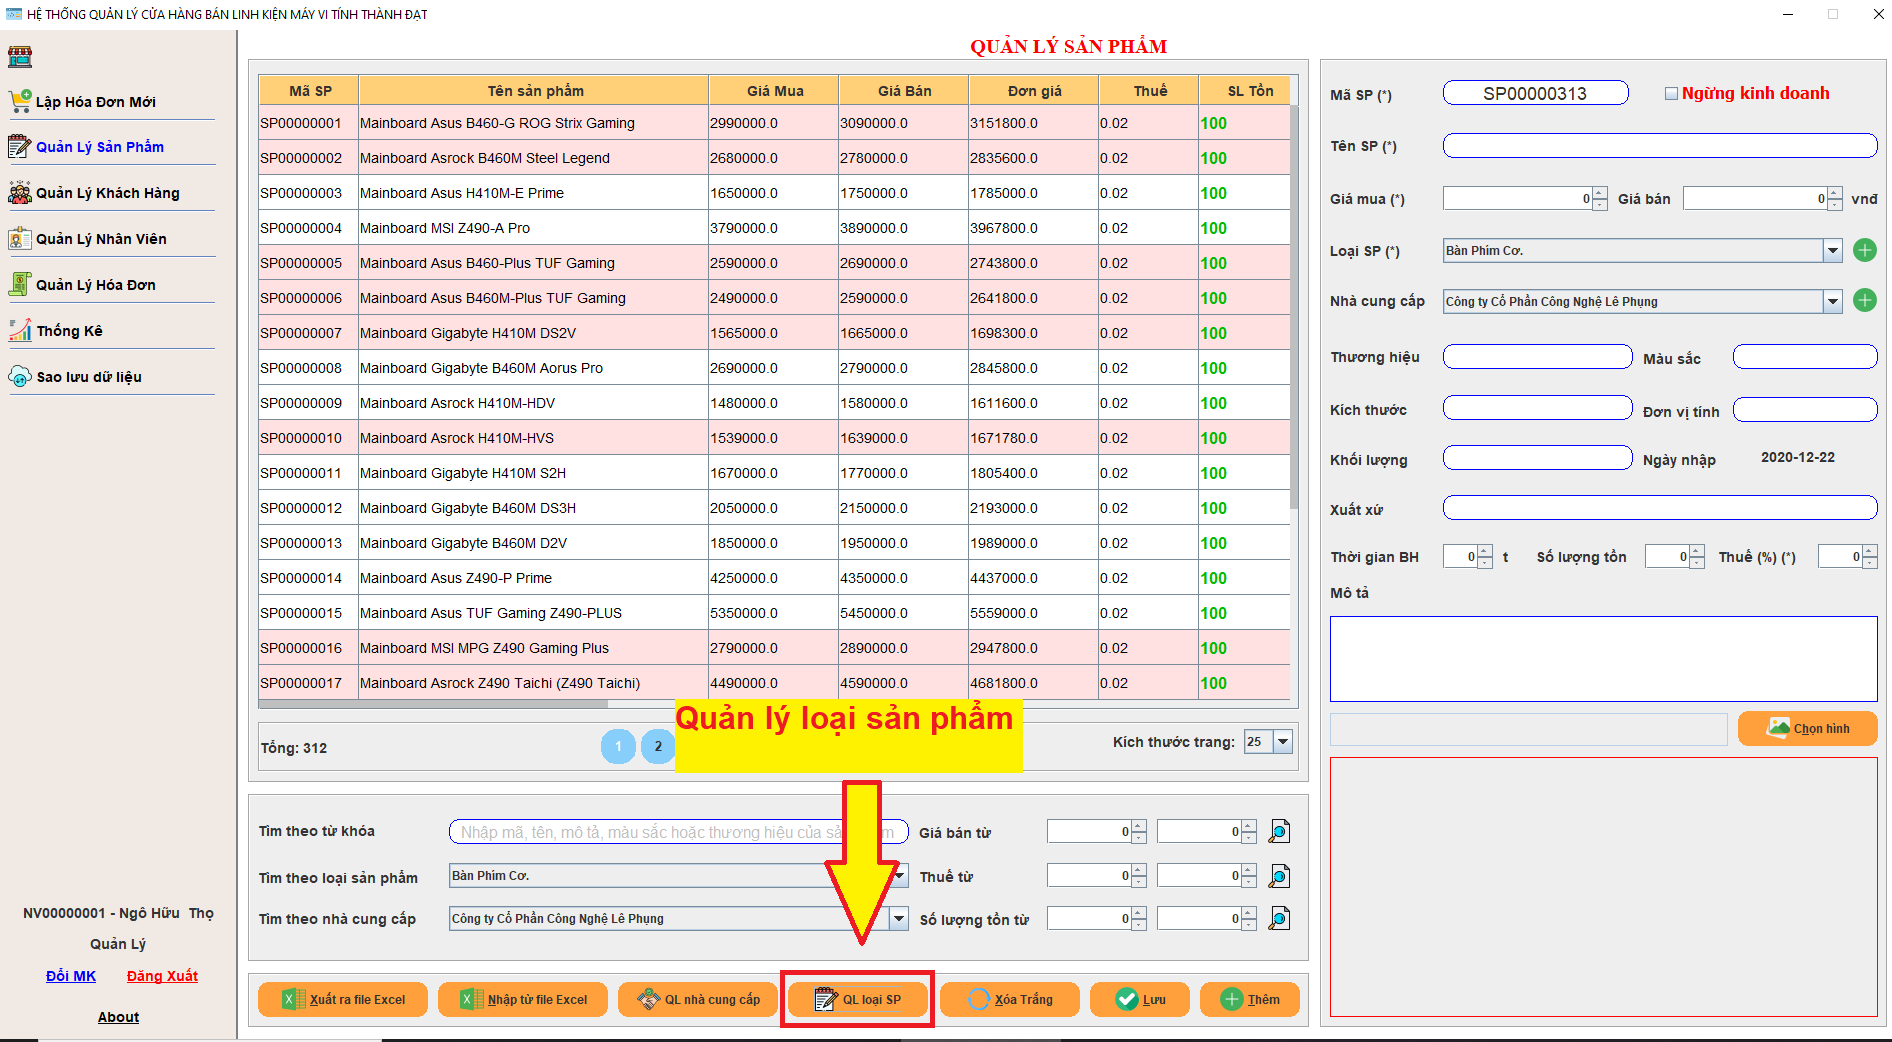 HỆ THỐNG QUẢN LÝ CỬA HÀNG BÁN LINH KIỆN MÁY VI TÍNH THÀNH ĐẠT
Lập Hóa Đơn Mới
Quản Lý Sản Phẩm
Quản Lý Khách Hàng
Quản Lý Nhân Viên
Quản Lý Hóa Đơn
Thống Kê
Sao lưu dữ liệu
NV00000001 - Ngô Hữu Thọ
Quản Lý
Đổi MK Đăng Xuất
About
QUẢN LÝ SẢN PHẨM
Mã SP Tên sản phẩm Giá Mua Giá Bán Đơn giá Thuế SL Tồn
SP00000001 Mainboard Asus B460-G ROG Strix Gaming 2990000.0 3090000.0 3151800.0 0.02 100
SP00000002 Mainboard Asrock B460M Steel Legend 2680000.0 2780000.0 2835600.0 0.02 100
SP00000003 Mainboard Asus H410M-E Prime 1650000.0 1750000.0 1785000.0 0.02 100
SP00000004 Mainboard MSI Z490-A Pro 3790000.0 3890000.0 3967800.0 0.02 100
SP00000005 Mainboard Asus B460-Plus TUF Gaming 2590000.0 2690000.0 2743800.0 0.02 100
SP00000006 Mainboard Asus B460M-Plus TUF Gaming 2490000.0 2590000.0 2641800.0 0.02 100
SP00000007 Mainboard Gigabyte H410M DS2V 1565000.0 1665000.0 1698300.0 0.02 100
SP00000008 Mainboard Gigabyte B460M Aorus Pro 2690000.0 2790000.0 2845800.0 0.02 100
SP00000009 Mainboard Asrock H410M-HDV 1480000.0 1580000.0 1611600.0 0.02 100
SP00000010 Mainboard Asrock H410M-HVS 1539000.0 1639000.0 1671780.0 0.02 100
SP00000011 Mainboard Gigabyte H410M S2H 1670000.0 1770000.0 1805400.0 0.02 100
SP00000012 Mainboard Gigabyte B460M DS3H 2050000.0 2150000.0 2193000.0 0.02 100
SP00000013 Mainboard Gigabyte B460M D2V 1850000.0 1950000.0 1989000.0 0.02 100
SP00000014 Mainboard Asus Z490-P Prime 4250000.0 4350000.0 4437000.0 0.02 100
SP00000015 Mainboard Asus TUF Gaming Z490-PLUS 5350000.0 5450000.0 5559000.0 0.02 100
SP00000016 Mainboard MSI MPG Z490 Gaming Plus 2790000.0 2890000.0 2947800.0 0.02 100
SP00000017 Mainboard Asrock Z490 Taichi (Z490 Taichi) 4490000.0 4590000.0 4681800.0 0.02 100
Quản lý loại sản phẩm
Tổng: 312 1 2 Kích thước trang: 25
Tìm theo từ khóa Nhập mã, tên, mô tả, màu sắc hoặc thương hiệu của sả m Giá bán từ 0 0
Tìm theo loại sản phẩm Bàn Phím Cơ. Thuế từ 0 0
Tìm theo nhà cung cấp Công ty Cổ Phần Công Nghệ Lê Phụng Số lượng tồn từ 0 0
Xuất ra file Excel Nhập từ file Excel QL nhà cung cấp QL loại SP Xóa Trắng Lưu Thêm
Mã SP (*) SP00000313 Ngừng kinh doanh
Tên SP (*)
Giá mua (*) 0 Giá bán 0 vnđ
Loại SP (*) Bàn Phím Cơ.
Nhà cung cấp Công ty Cổ Phần Công Nghệ Lê Phụng
Thương hiệu Màu sắc
Kích thước Đơn vị tính
Khối lượng Ngày nhập 2020-12-22
Xuất xứ
Thời gian BH 0 t Số lượng tồn 0 Thuế (%) (*) 0
Mô tả
Chọn hình